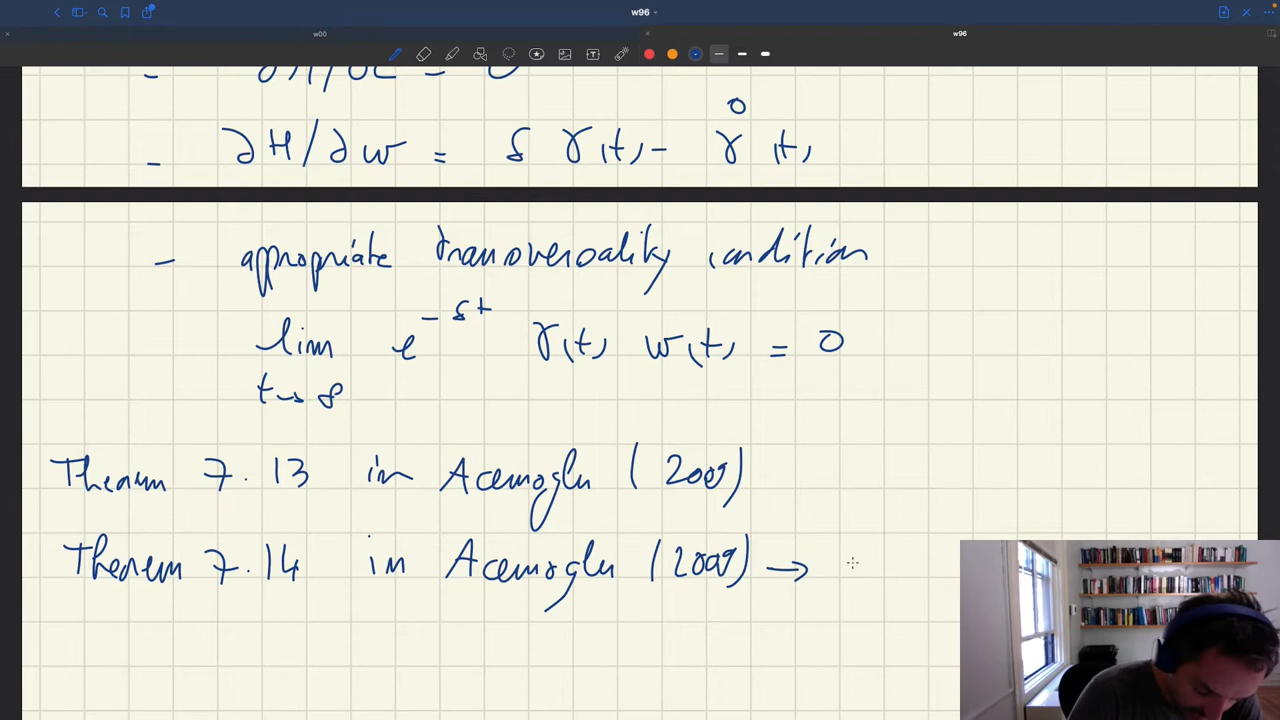 w96
w00
w96
- ∂H/∂c = 0
- ∂H/∂w = δ γ(t) - γ̊(t)
- appropriate transversality condition
lim e^{-δt} γ(t) w(t) = 0
t→∞
Theorem 7.13 in Acemoglu (2009)
Theorem 7.14 in Acemoglu (2009) →